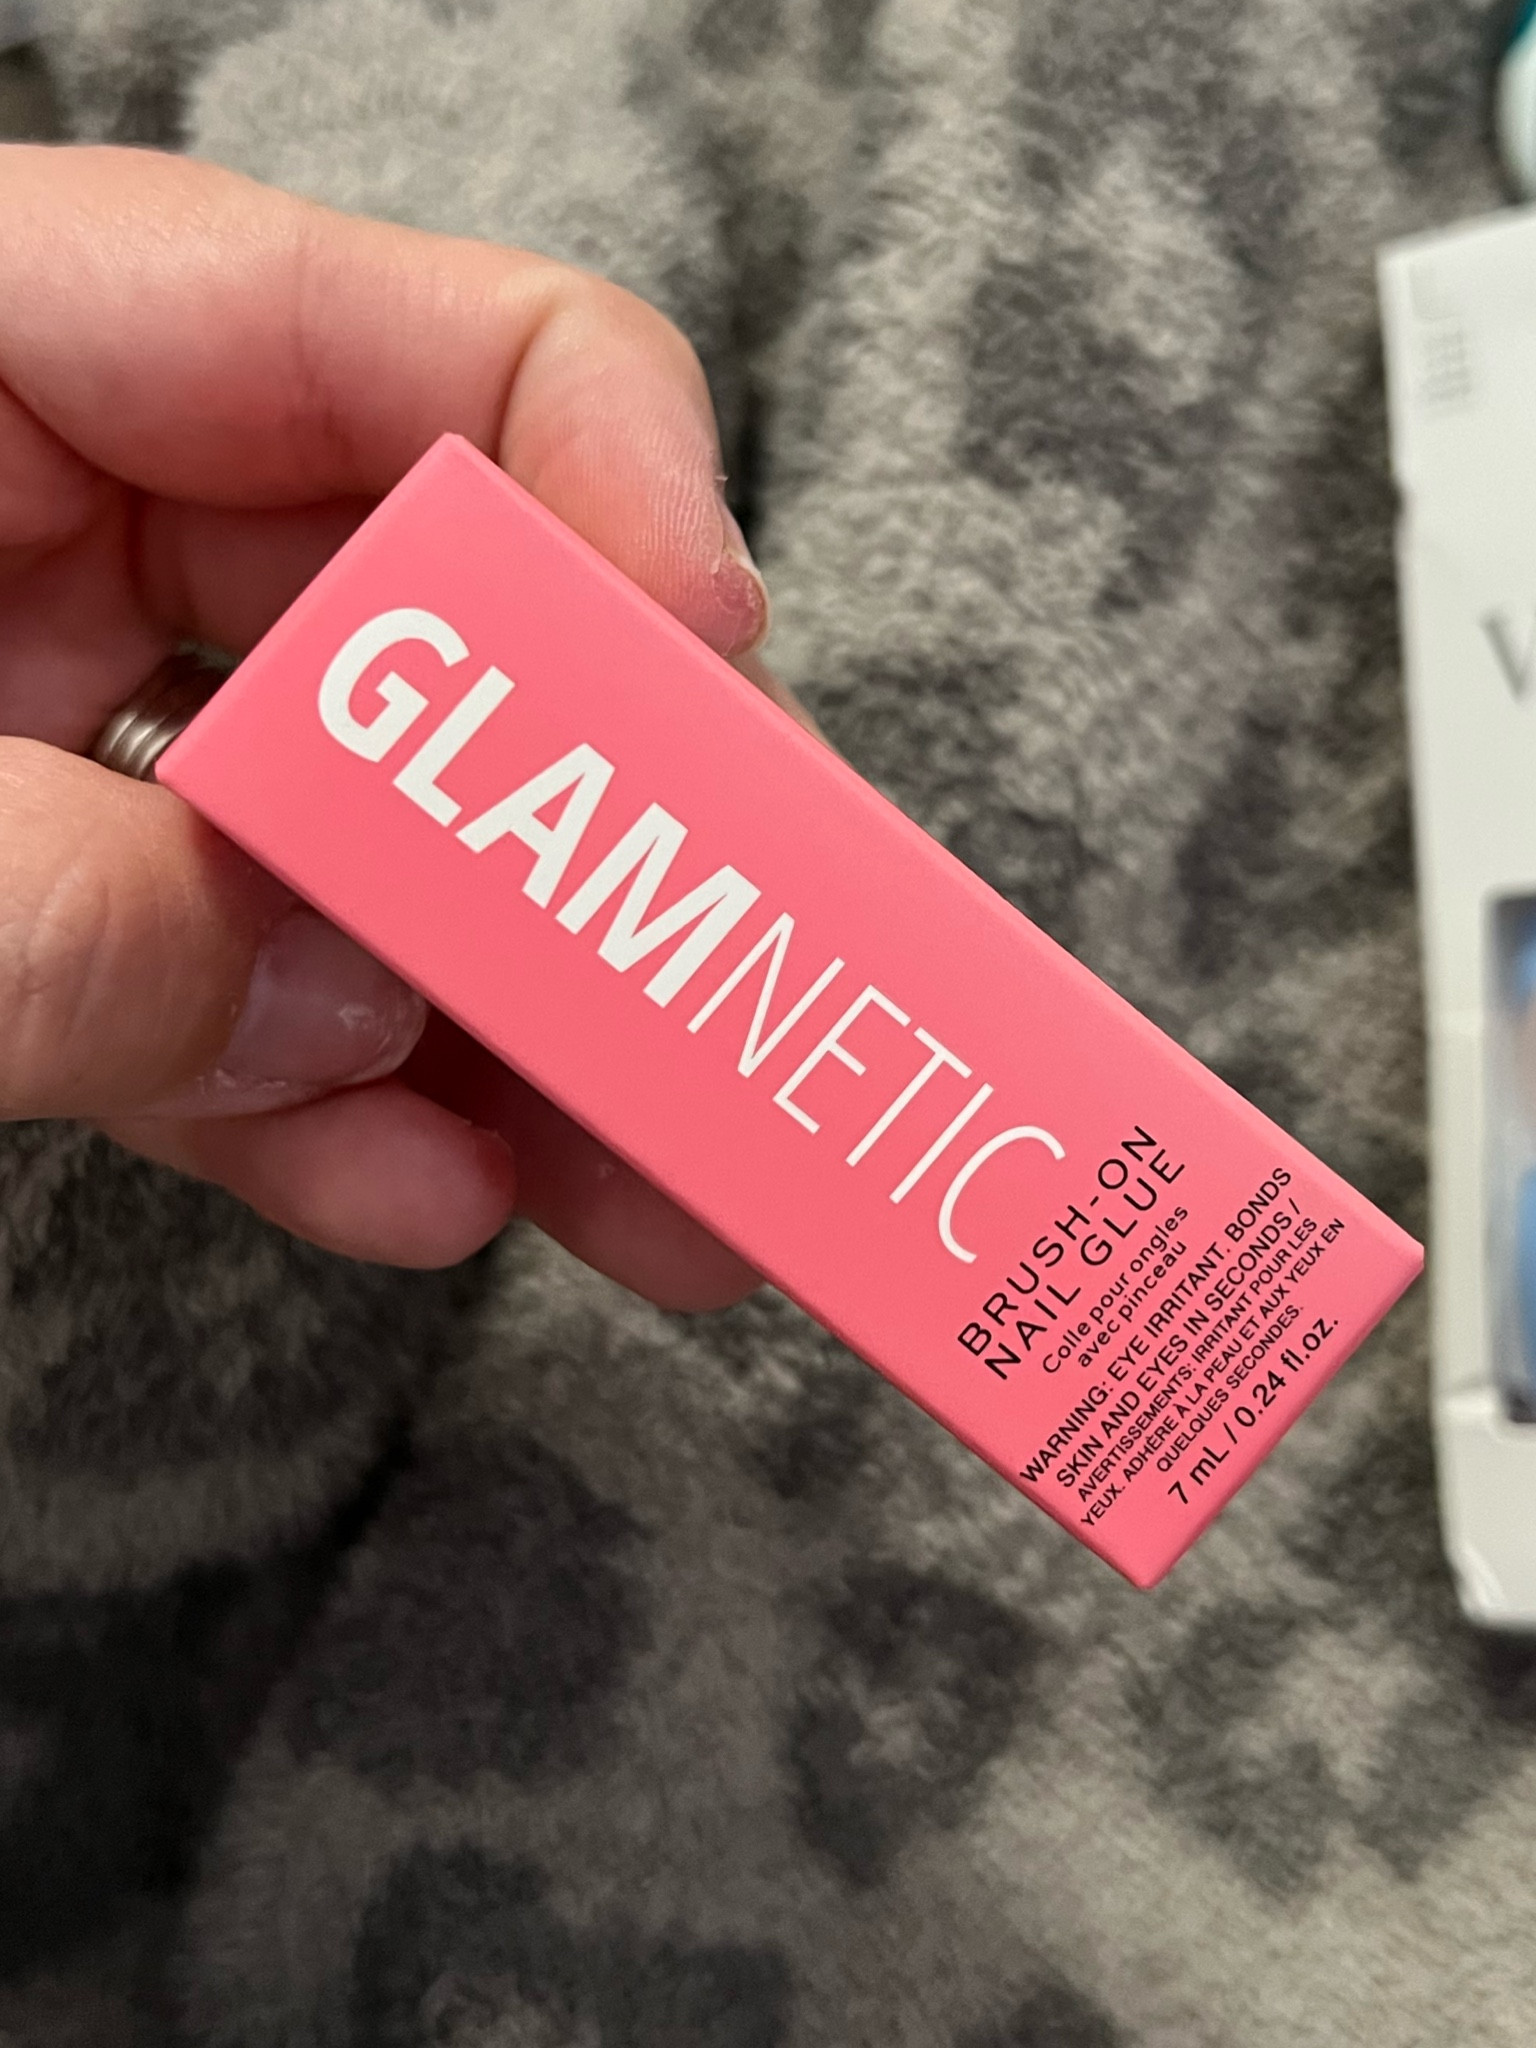 GLAMNETIC
BRUSH-ON
NAIL GLUE
Colle pour ongles
avec pinceau
WARNING: EYE IRRITANT. BONDS
SKIN AND EYES IN SECONDS /
AVERTISSEMENTS: IRRITANT POUR LES
YEUX. ADHÈRE À LA PEAU ET AUX YEUX EN
QUELQUES SECONDES.
7 mL / 0.24 fl.oz.